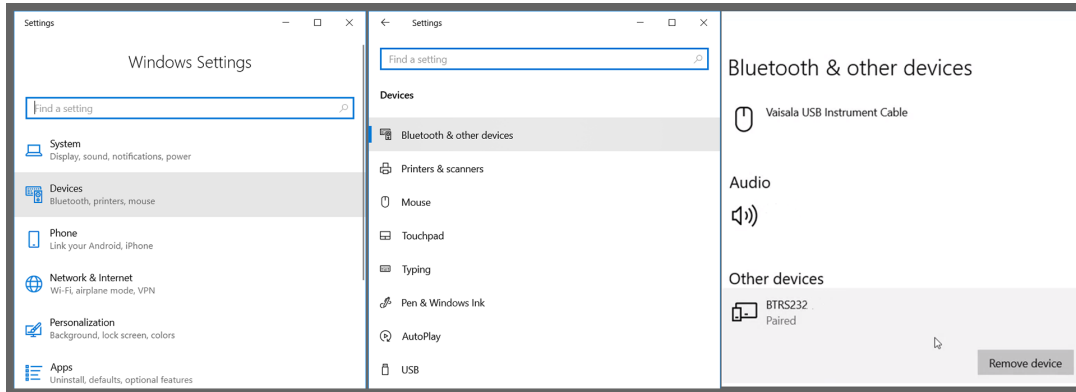 Settings
Windows Settings
Find a setting
System
Display, sound, notifications, power
Devices
Bluetooth, printers, mouse
Phone
Link your Android, iPhone
Network & Internet
Wi-Fi, airplane mode, VPN
Personalization
Background, lock screen, colors
Apps
Uninstall, defaults, optional features
Settings
Find a setting
Devices
Bluetooth & other devices
Printers & scanners
Mouse
Touchpad
Typing
Pen & Windows Ink
AutoPlay
USB
Bluetooth & other devices
Vaisala USB Instrument Cable
Audio
Other devices
BTRS232
Paired
Remove device